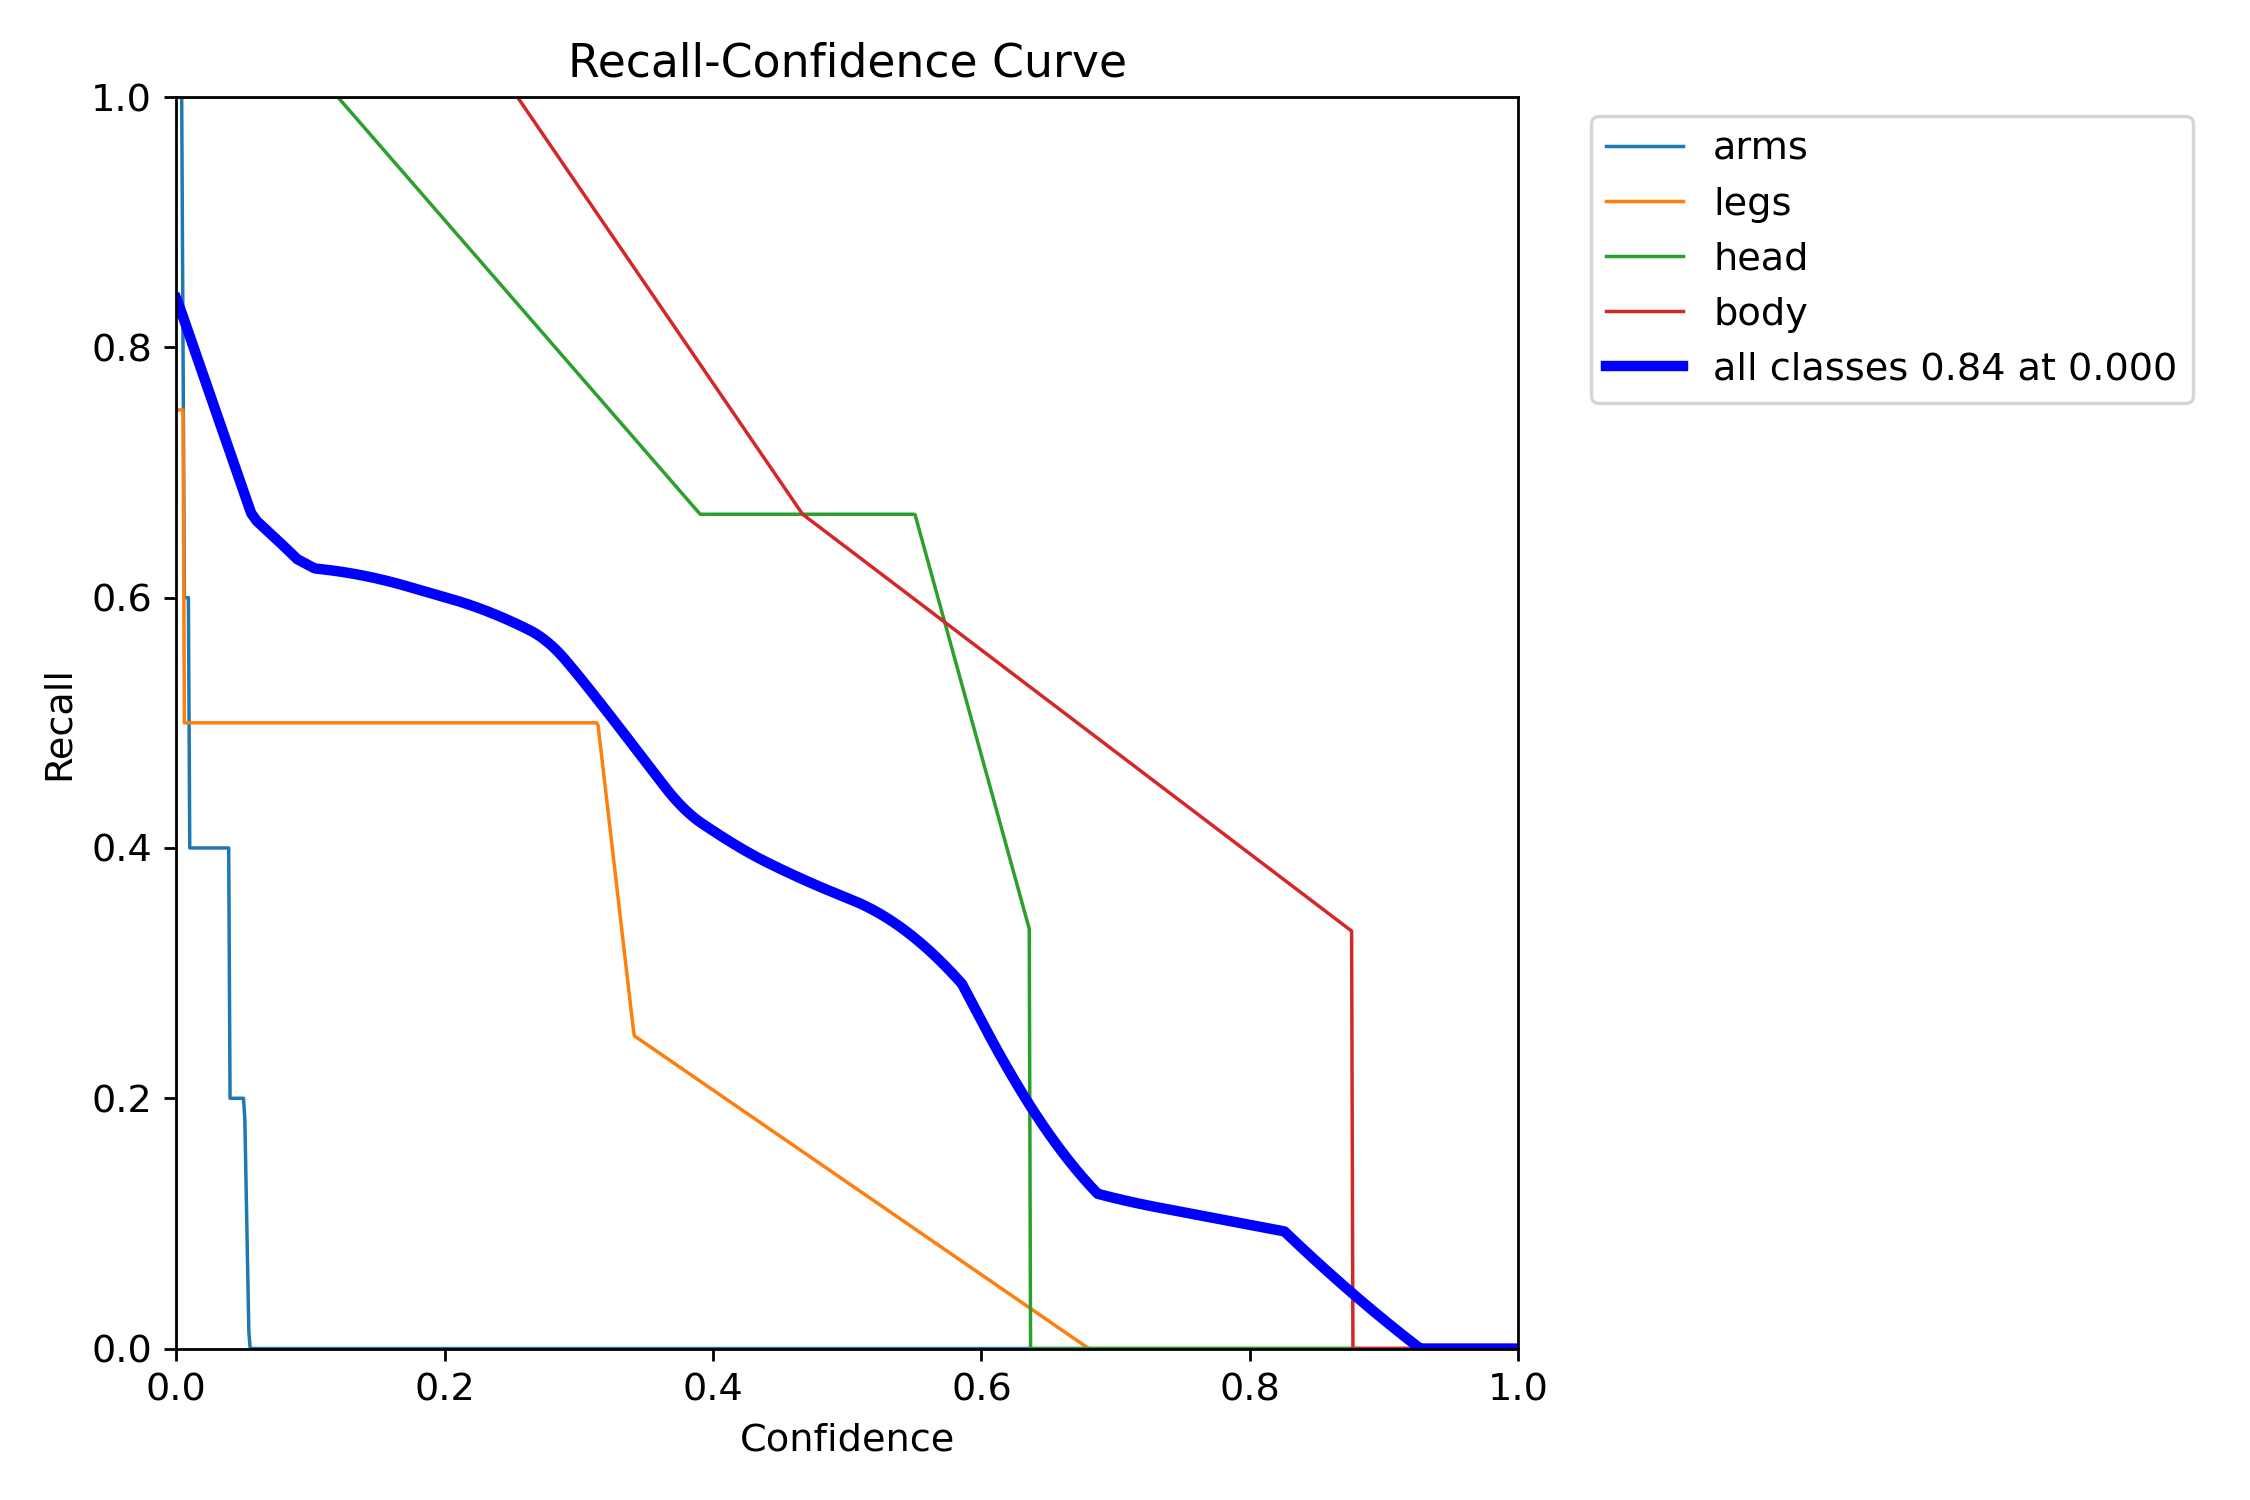 Recall-Confidence Curve
1.0
0.8
0.6
0.4
0.2
0.0
Recall
0.0 0.2 0.4 0.6 0.8 1.0
Confidence
arms
legs
head
body
all classes 0.84 at 0.000